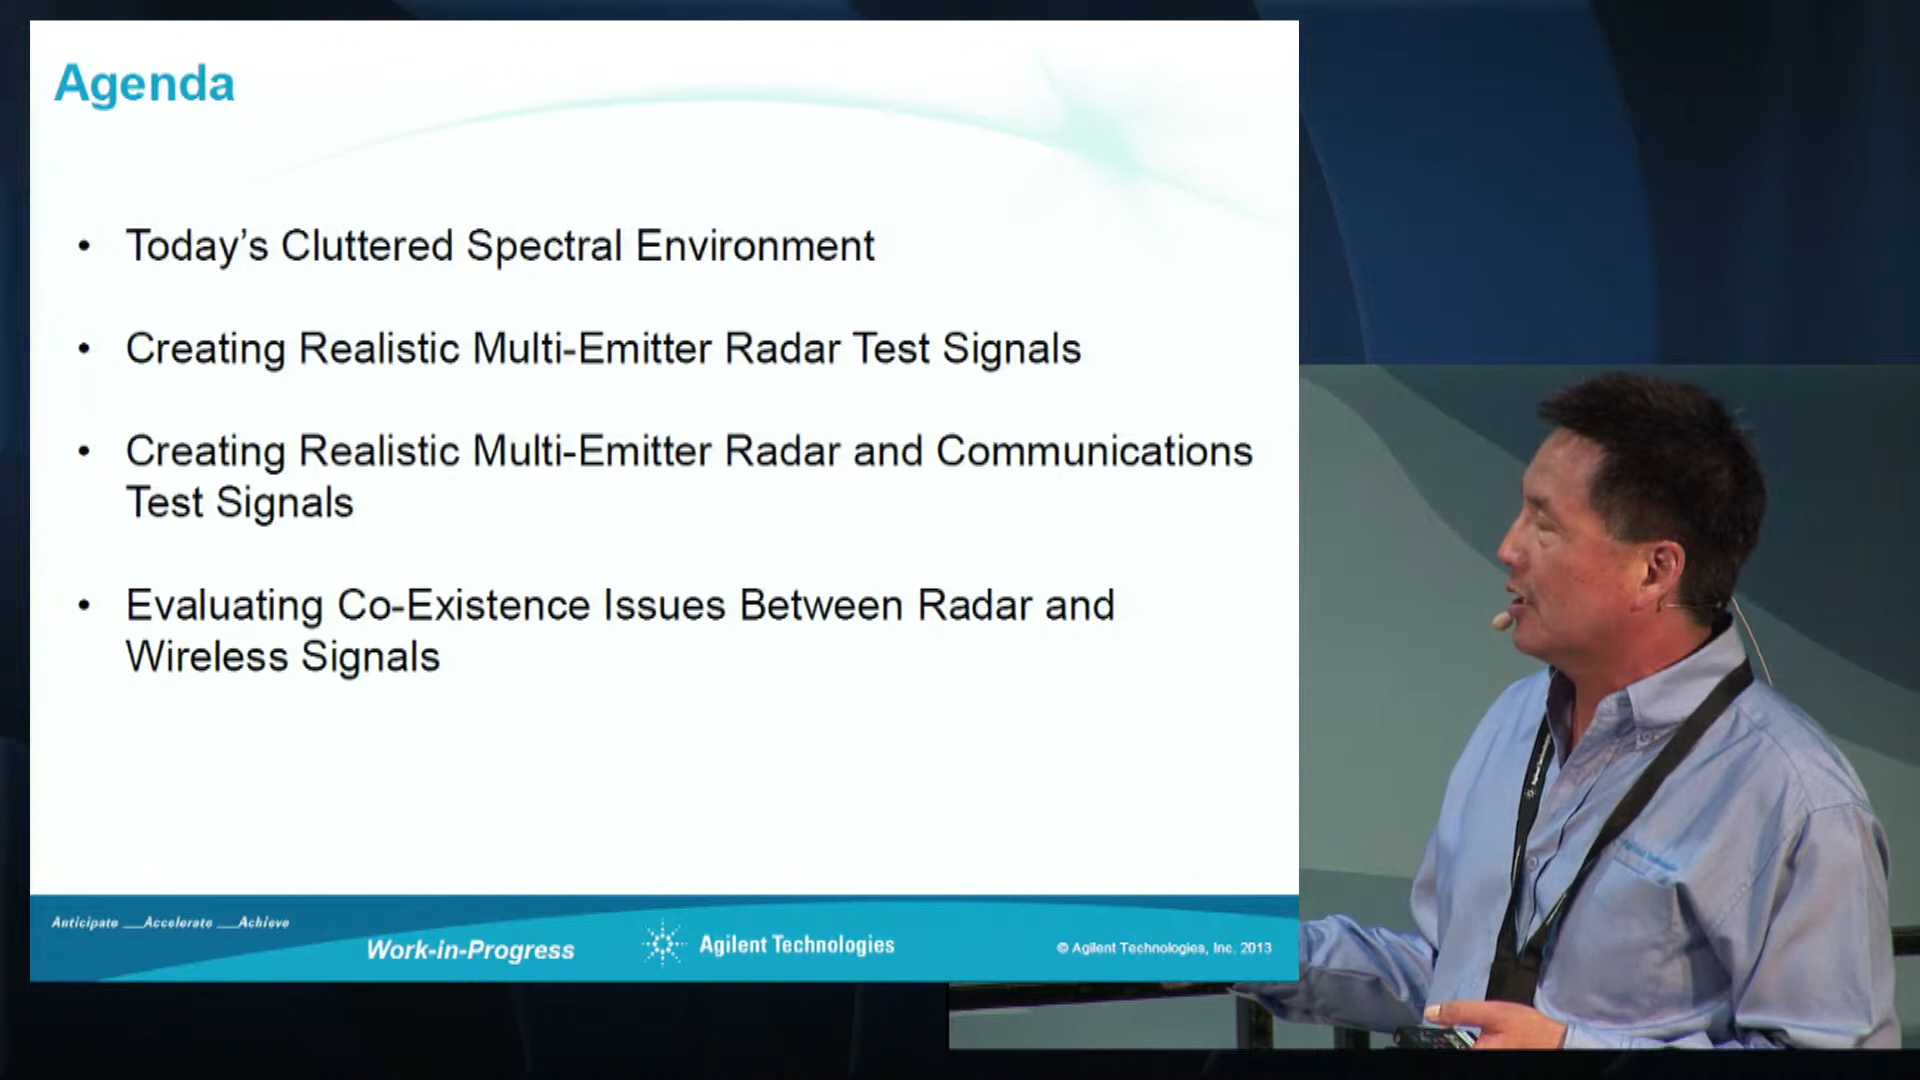 Agenda
• Today's Cluttered Spectral Environment
• Creating Realistic Multi-Emitter Radar Test Signals
• Creating Realistic Multi-Emitter Radar and Communications
Test Signals
• Evaluating Co-Existence Issues Between Radar and
Wireless Signals
Anticipate __Accelerate __Achieve
Work-in-Progress
Agilent Technologies
© Agilent Technologies, Inc. 2013
Agilent Technologies